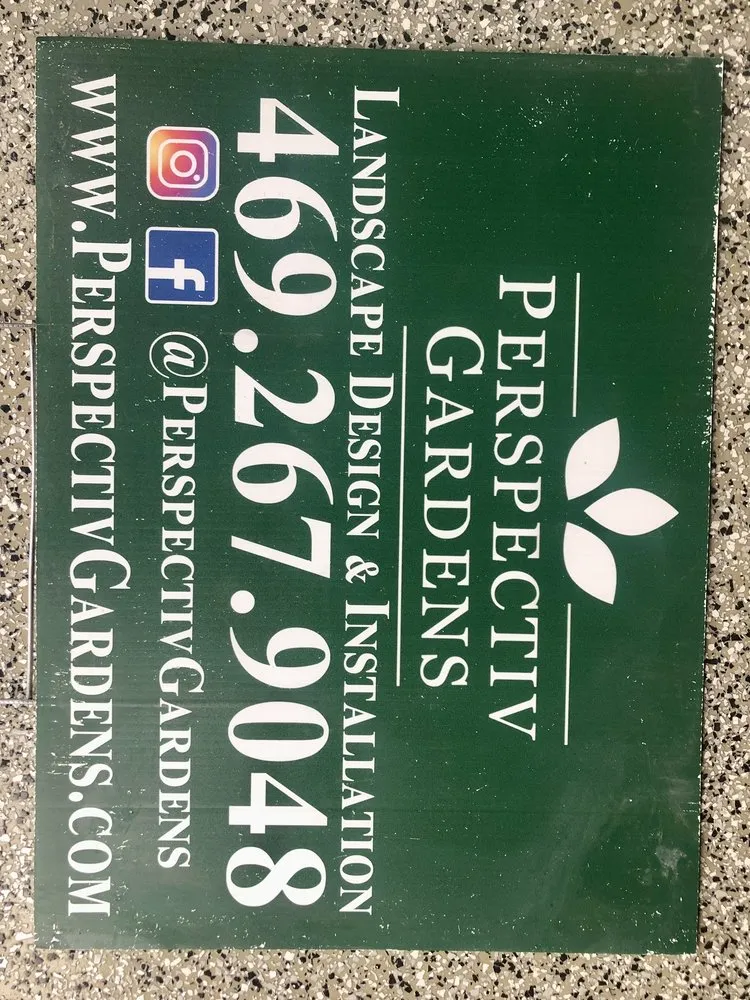 PERSPECTIV
GARDENS
LANDSCAPE DESIGN & INSTALLATION
469.267.9048
f @PERSPECTIVGARDENS
WWW.PERSPECTIVGARDENS.COM